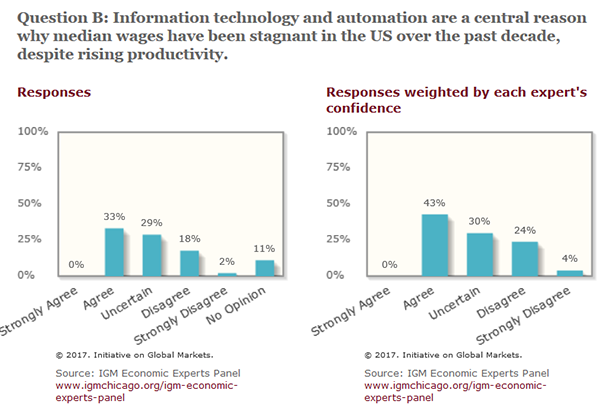 Question B: Information technology and automation are a central reason
why median wages have been stagnant in the US over the past decade,
despite rising productivity.
Responses
100%
75%
50%
25%
0%
0%
33%
29%
18%
2%
11%
Strongly Agree
Agree
Uncertain
Disagree
Strongly Disagree
No Opinion
© 2017. Initiative on Global Markets.
Source: IGM Economic Experts Panel
www.igmchicago.org/igm-economic-
experts-panel
Responses weighted by each expert's
confidence
100%
75%
50%
25%
0%
0%
43%
30%
24%
4%
Strongly Agree
Agree
Uncertain
Disagree
Strongly Disagree
© 2017. Initiative on Global Markets.
Source: IGM Economic Experts Panel
www.igmchicago.org/igm-economic-
experts-panel